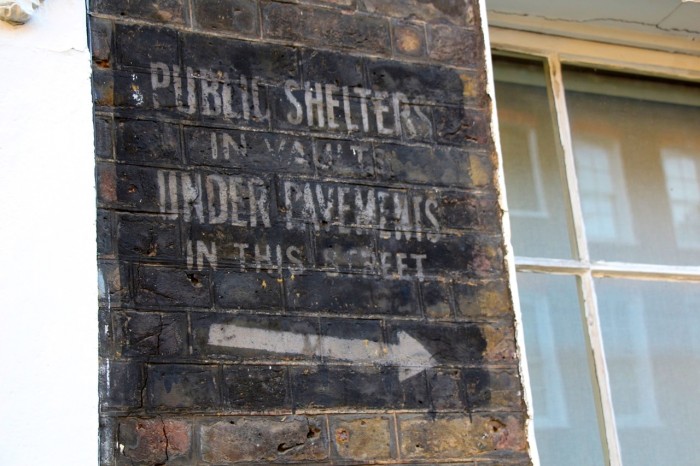 PUBLIC SHELTERS
IN VAULTS
UNDER PAVEMENTS
IN THIS STREET